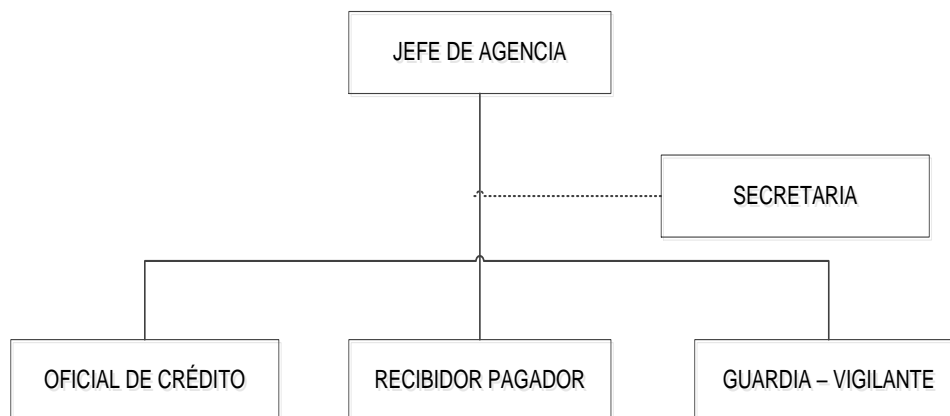 JEFE DE AGENCIA
SECRETARIA
OFICIAL DE CRÉDITO
RECIBIDOR PAGADOR
GUARDIA – VIGILANTE